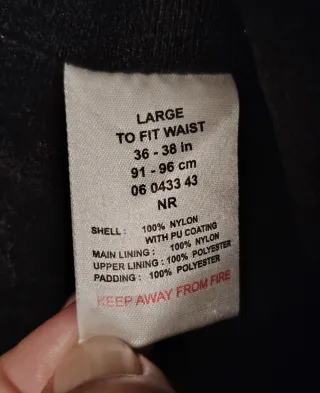 LARGE
TO FIT WAIST
36 - 38 in
91 - 96 cm
06 0433 43
NR
SHELL : 100% NYLON
WITH PU COATING
MAIN LINING : 100% NYLON
UPPER LINING : 100% POLYESTER
PADDING : 100% POLYESTER
KEEP AWAY FROM FIRE